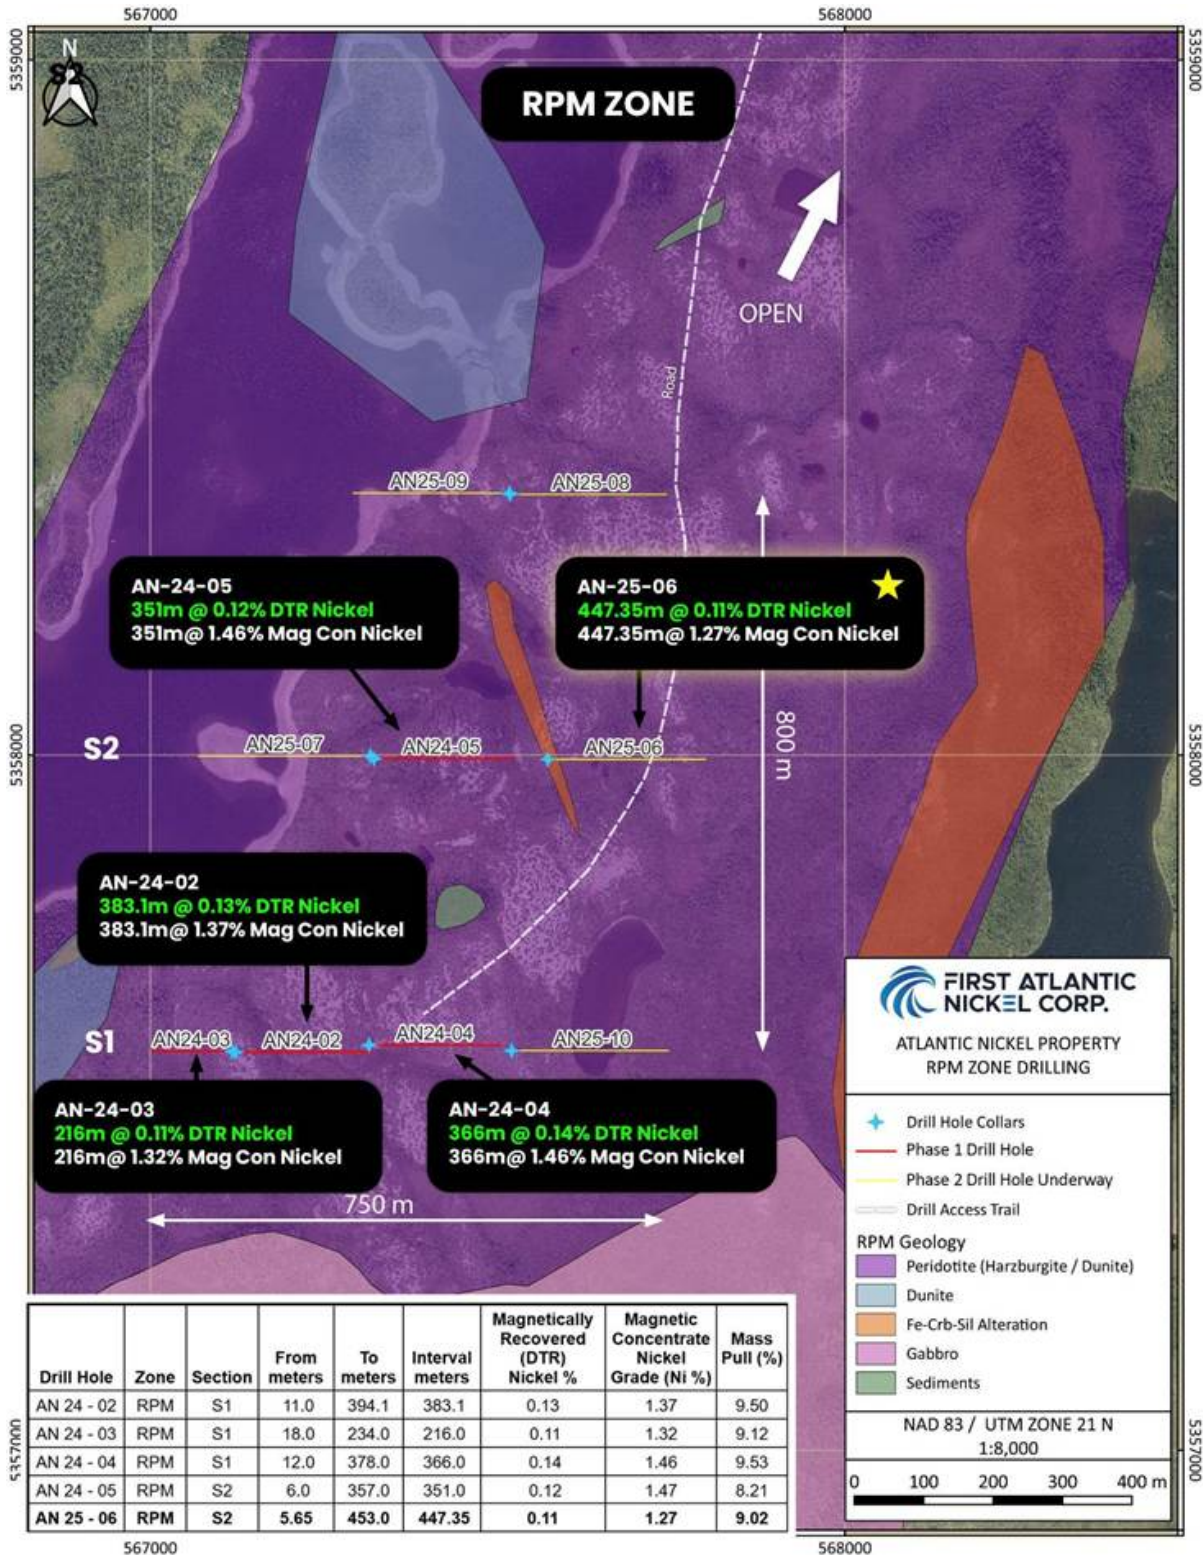 567000
568000
5359000
5359000
N
S2
RPM ZONE
OPEN
Road
AN25-09
AN25-08
AN-24-05
351m @ 0.12% DTR Nickel
351m@ 1.46% Mag Con Nickel
AN-25-06
447.35m @ 0.11% DTR Nickel
447.35m@ 1.27% Mag Con Nickel
S2
AN25-07
AN24-05
AN25-06
800 m
5358000
5358000
AN-24-02
383.1m @ 0.13% DTR Nickel
383.1m@ 1.37% Mag Con Nickel
S1
AN24-03
AN24-02
AN24-04
AN25-10
AN-24-03
216m @ 0.11% DTR Nickel
216m@ 1.32% Mag Con Nickel
AN-24-04
366m @ 0.14% DTR Nickel
366m@ 1.46% Mag Con Nickel
750 m
FIRST ATLANTIC
NICKEL CORP.
ATLANTIC NICKEL PROPERTY
RPM ZONE DRILLING
Drill Hole Collars
Phase 1 Drill Hole
Phase 2 Drill Hole Underway
Drill Access Trail
RPM Geology
Peridotite (Harzburgite / Dunite)
Dunite
Fe-Crb-Sil Alteration
Gabbro
Sediments
NAD 83 / UTM ZONE 21 N
1:8,000
0 100 200 300 400 m
Drill Hole Zone Section From meters To meters Interval meters Magnetically Recovered (DTR) Nickel % Magnetic Concentrate Nickel Grade (Ni %) Mass Pull (%)
AN 24 - 02 RPM S1 11.0 394.1 383.1 0.13 1.37 9.50
AN 24 - 03 RPM S1 18.0 234.0 216.0 0.11 1.32 9.12
AN 24 - 04 RPM S1 12.0 378.0 366.0 0.14 1.46 9.53
AN 24 - 05 RPM S2 6.0 357.0 351.0 0.12 1.47 8.21
AN 25 - 06 RPM S2 5.65 453.0 447.35 0.11 1.27 9.02
5357000
5357000
567000
568000